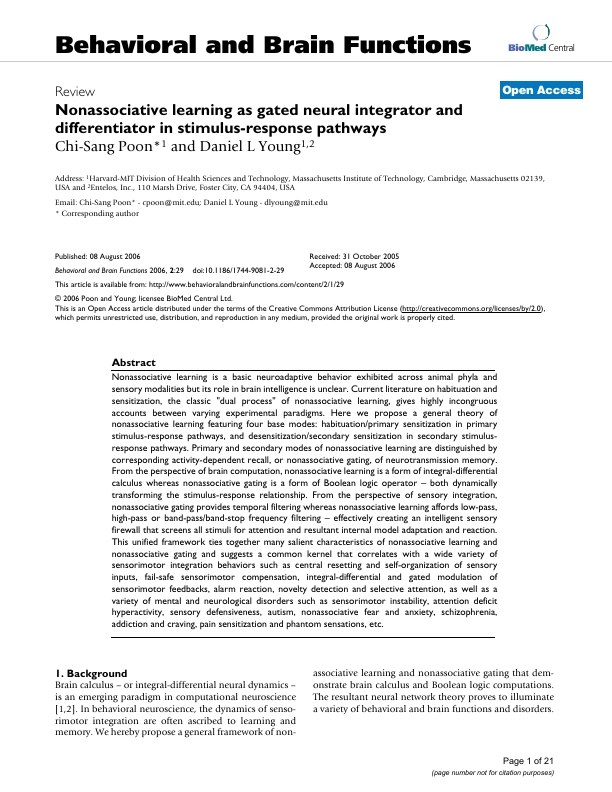 Behavioral and Brain Functions
BioMed Central
Review
Open Access
Nonassociative learning as gated neural integrator and
differentiator in stimulus-response pathways
Chi-Sang Poon*1 and Daniel L Young1,2
Address: 1Harvard-MIT Division of Health Sciences and Technology, Massachusetts Institute of Technology, Cambridge, Massachusetts 02139,
USA and 2Entelos, Inc., 110 Marsh Drive, Foster City, CA 94404, USA
Email: Chi-Sang Poon* - cpoon@mit.edu; Daniel L Young - dlyoung@mit.edu
* Corresponding author
Published: 08 August 2006
Behavioral and Brain Functions 2006, 2:29 doi:10.1186/1744-9081-2-29
Received: 31 October 2005
Accepted: 08 August 2006
This article is available from: http://www.behavioralandbrainfunctions.com/content/2/1/29
© 2006 Poon and Young; licensee BioMed Central Ltd.
This is an Open Access article distributed under the terms of the Creative Commons Attribution License (http://creativecommons.org/licenses/by/2.0),
which permits unrestricted use, distribution, and reproduction in any medium, provided the original work is properly cited.
Abstract
Nonassociative learning is a basic neuroadaptive behavior exhibited across animal phyla and
sensory modalities but its role in brain intelligence is unclear. Current literature on habituation and
sensitization, the classic "dual process" of nonassociative learning, gives highly incongruous
accounts between varying experimental paradigms. Here we propose a general theory of
nonassociative learning featuring four base modes: habituation/primary sensitization in primary
stimulus-response pathways, and desensitization/secondary sensitization in secondary stimulus-
response pathways. Primary and secondary modes of nonassociative learning are distinguished by
corresponding activity-dependent recall, or nonassociative gating, of neurotransmission memory.
From the perspective of brain computation, nonassociative learning is a form of integral-differential
calculus whereas nonassociative gating is a form of Boolean logic operator – both dynamically
transforming the stimulus-response relationship. From the perspective of sensory integration,
nonassociative gating provides temporal filtering whereas nonassociative learning affords low-pass,
high-pass or band-pass/band-stop frequency filtering – effectively creating an intelligent sensory
firewall that screens all stimuli for attention and resultant internal model adaptation and reaction.
This unified framework ties together many salient characteristics of nonassociative learning and
nonassociative gating and suggests a common kernel that correlates with a wide variety of
sensorimotor integration behaviors such as central resetting and self-organization of sensory
inputs, fail-safe sensorimotor compensation, integral-differential and gated modulation of
sensorimotor feedbacks, alarm reaction, novelty detection and selective attention, as well as a
variety of mental and neurological disorders such as sensorimotor instability, attention deficit
hyperactivity, sensory defensiveness, autism, nonassociative fear and anxiety, schizophrenia,
addiction and craving, pain sensitization and phantom sensations, etc.
1. Background
Brain calculus – or integral-differential neural dynamics –
is an emerging paradigm in computational neuroscience
[1,2]. In behavioral neuroscience, the dynamics of senso-
rimotor integration are often ascribed to learning and
memory. We hereby propose a general framework of non-
associative learning and nonassociative gating that dem-
onstrate brain calculus and Boolean logic computations.
The resultant neural network theory proves to illuminate
a variety of behavioral and brain functions and disorders.
Page 1 of 21
(page number not for citation purposes)